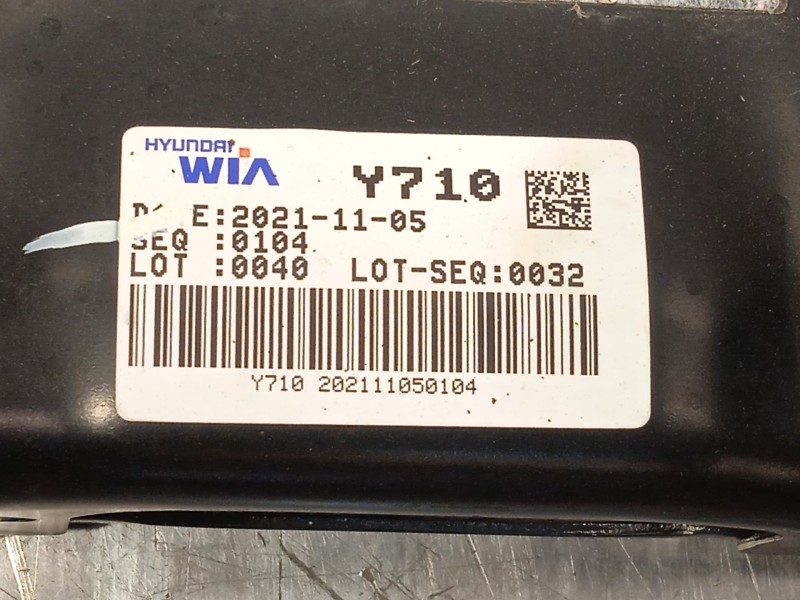 HYUNDAI
WIA
Y710
:2021-11-05
SEQ :0104
LOT :0040 LOT-SEQ:0032
Y710 202111050104